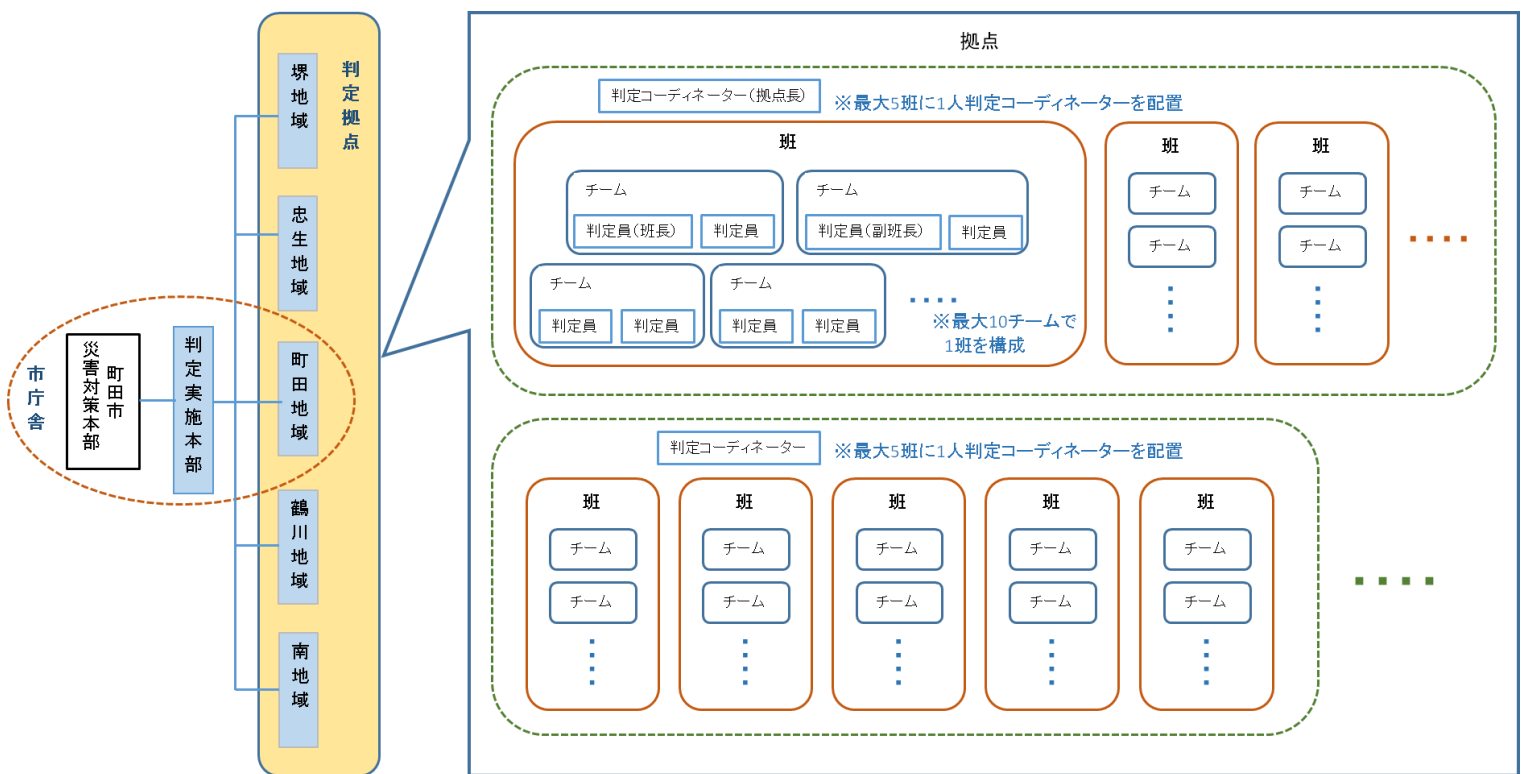 市庁舎
町田市
災害対策本部
判定実施本部
判定拠点
堺地域
忠生地域
町田地域
鶴川地域
南地域
拠点
判定コーディネーター(拠点長)
※最大5班に1人判定コーディネーターを配置
班
チーム
判定員(班長)
判定員
チーム
判定員(副班長)
判定員
チーム
判定員
判定員
チーム
判定員
判定員
※最大10チームで
1班を構成
班
チーム
チーム
班
チーム
チーム
判定コーディネーター
※最大5班に1人判定コーディネーターを配置
班
チーム
チーム
班
チーム
チーム
班
チーム
チーム
班
チーム
チーム
班
チーム
チーム